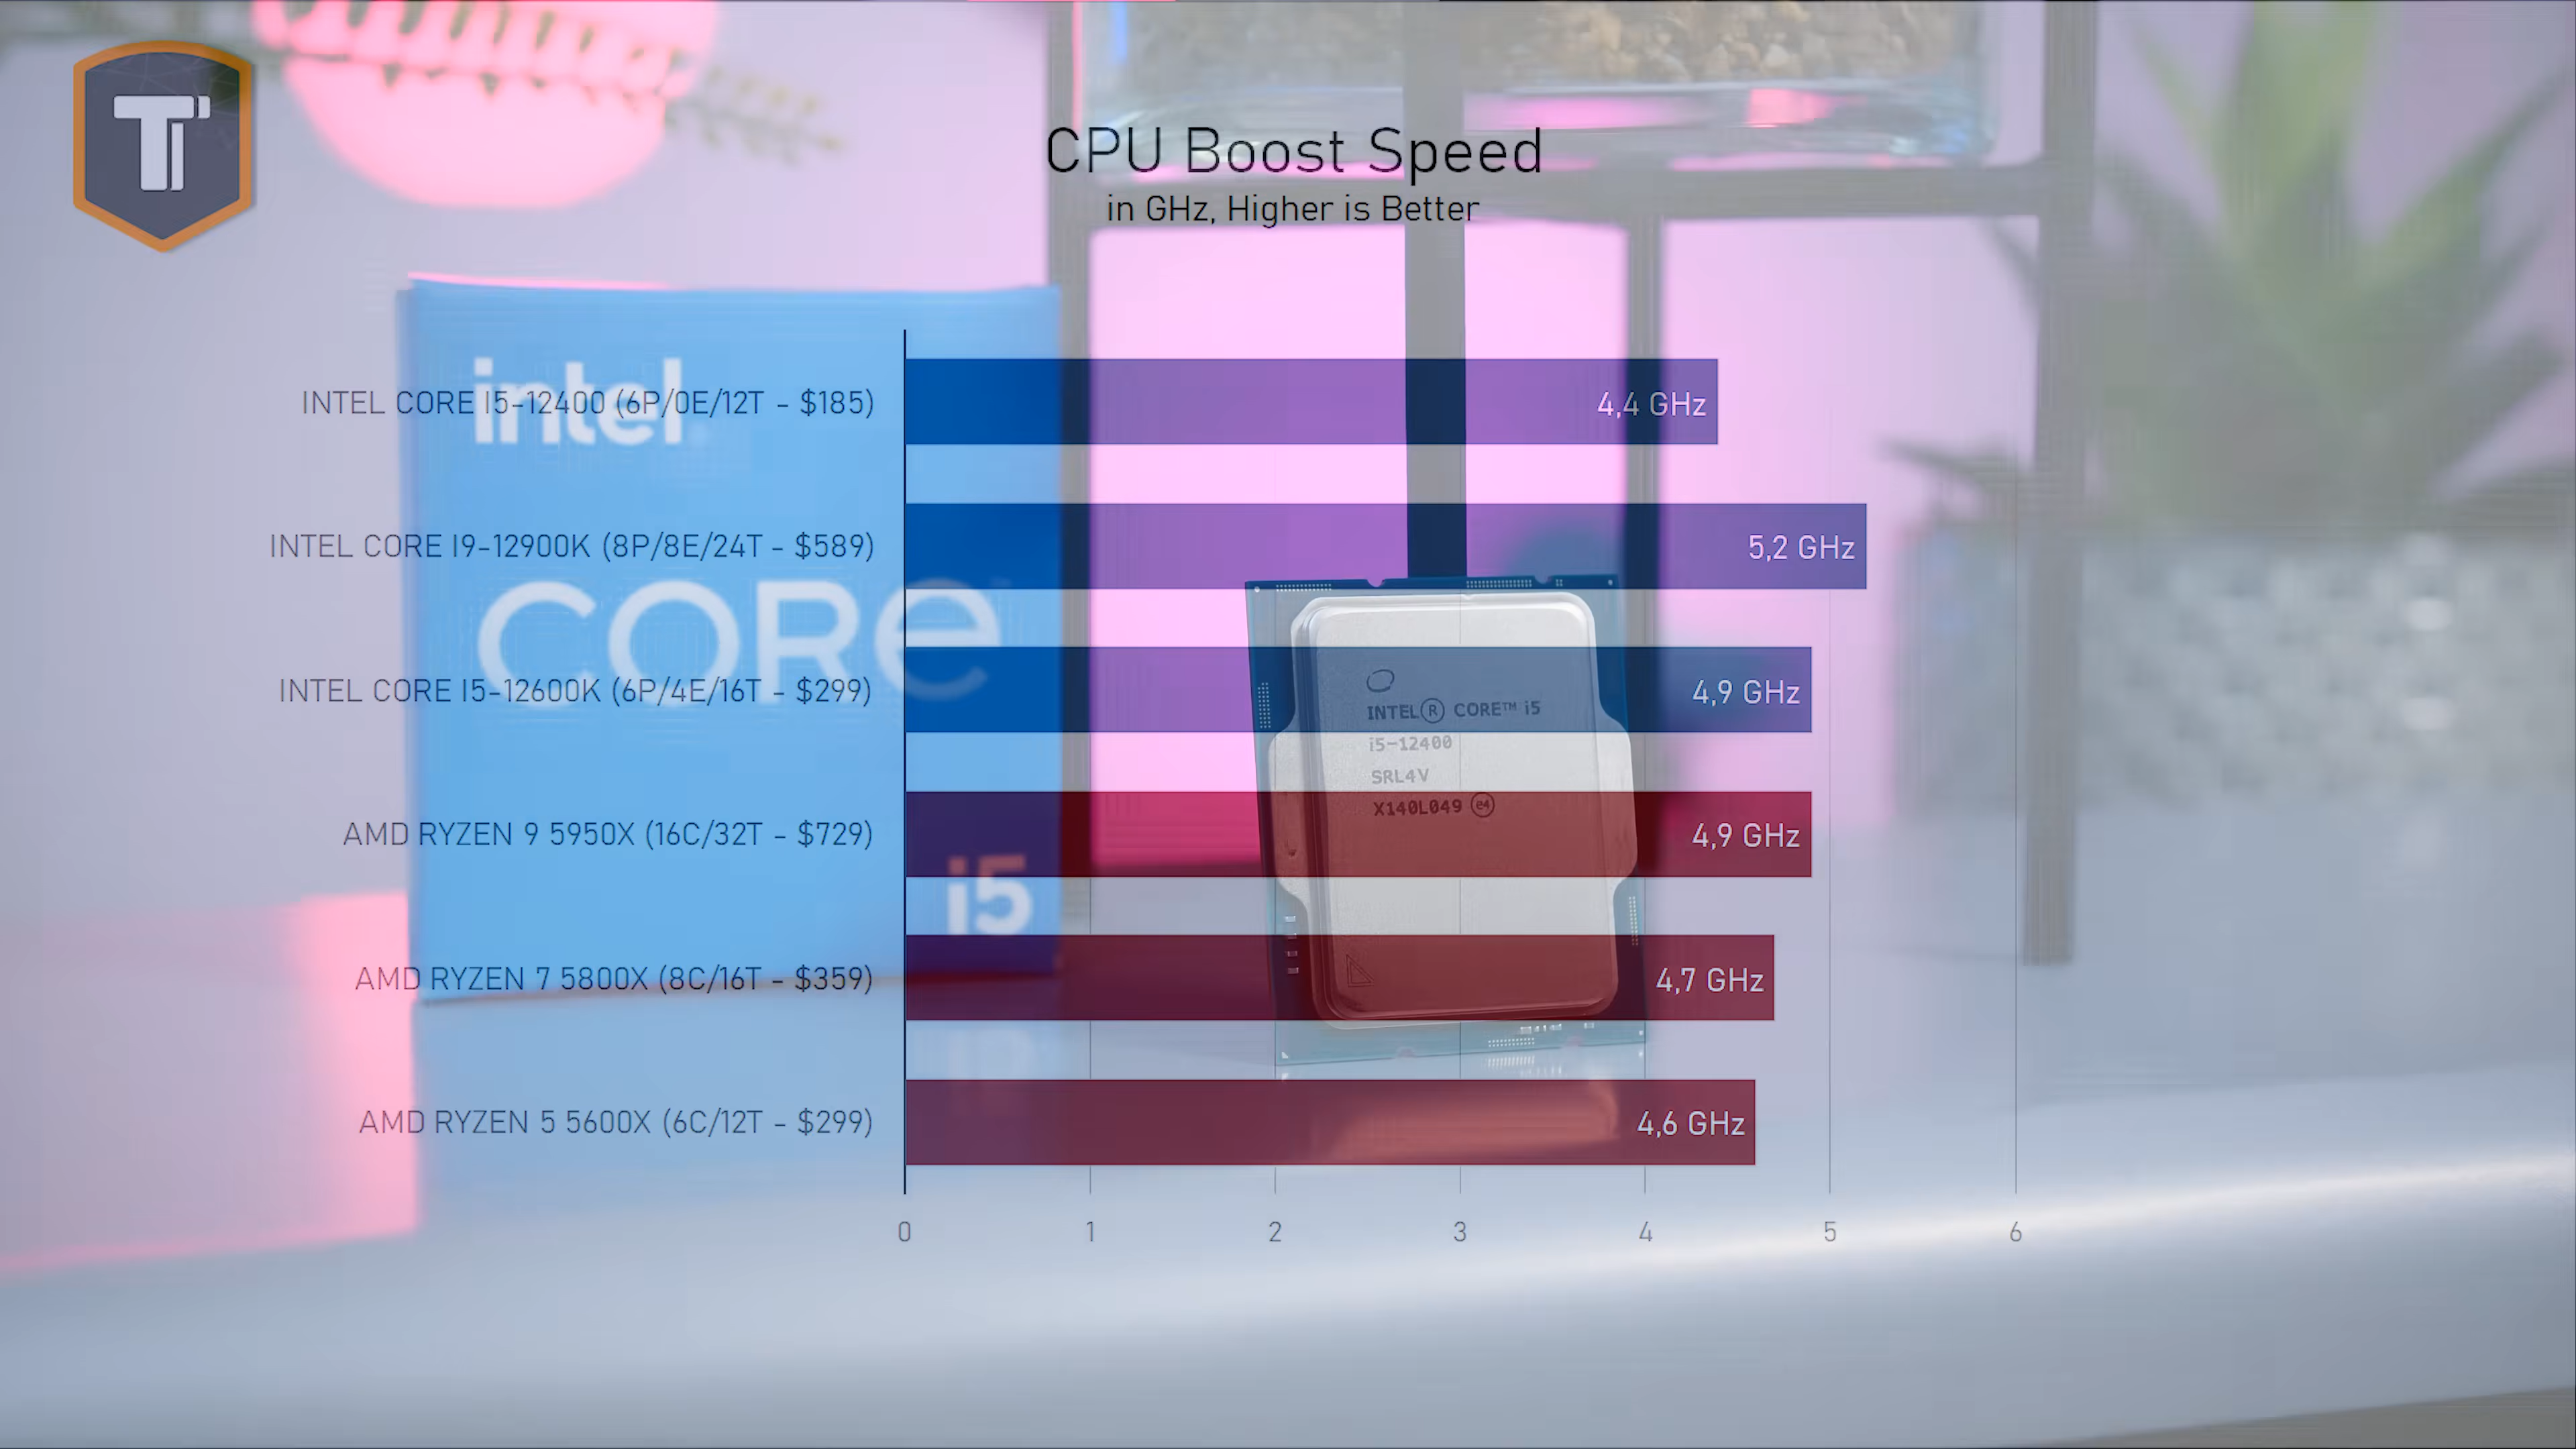 CPU Boost Speed
in GHz, Higher is Better
intel
INTEL CORE I5-12400 (6P/0E/12T - $185)
4,4 GHz
INTEL CORE I9-12900K (8P/8E/24T - $589)
5,2 GHz
CORe
INTEL CORE I5-12600K (6P/4E/16T - $299)
4,9 GHz
INTEL® CORE™ i5
i5-12400
SRL4V
X140L049 e4
AMD RYZEN 9 5950X (16C/32T - $729)
4,9 GHz
i5
AMD RYZEN 7 5800X (8C/16T - $359)
4,7 GHz
AMD RYZEN 5 5600X (6C/12T - $299)
4,6 GHz
0 1 2 3 4 5 6